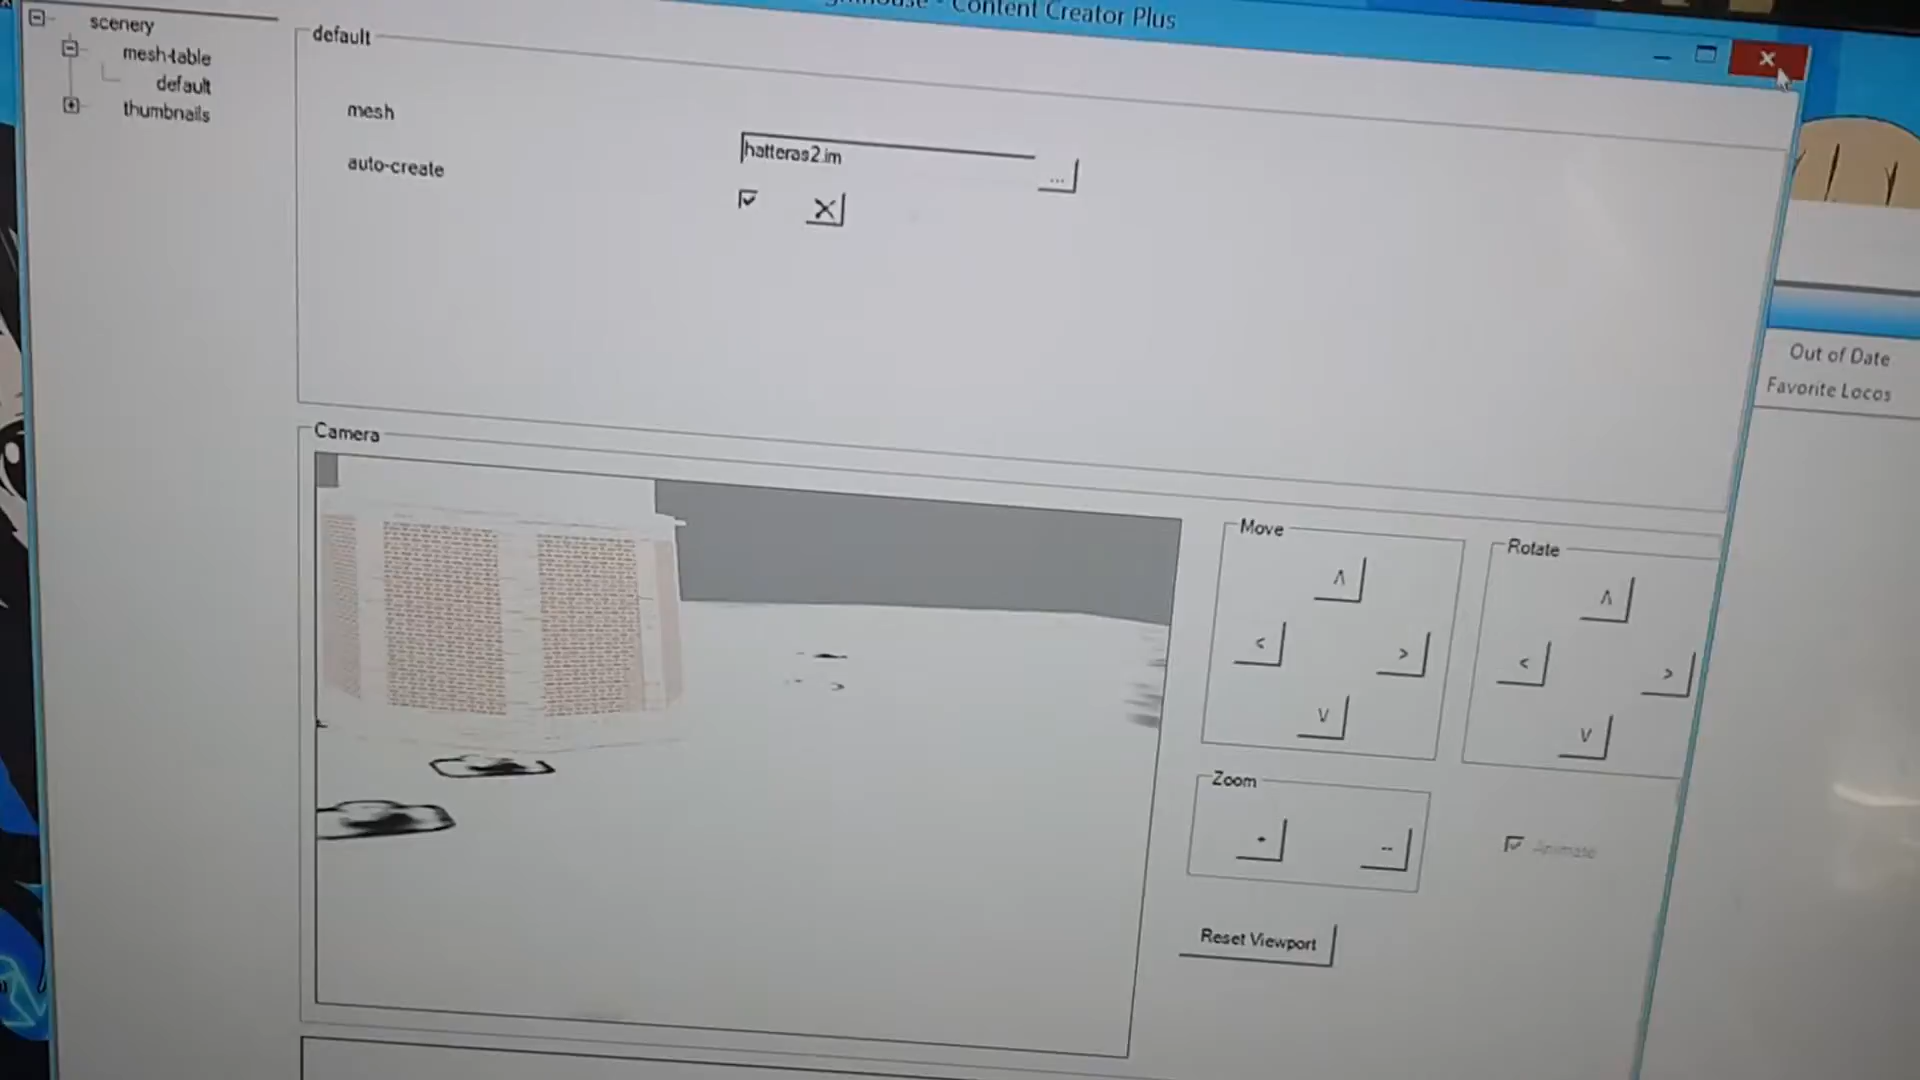 Content Creator Plus
scenery
mesh-table
default
thumbnails
default
mesh
hatteras2.im
...
auto-create
Out of Date
Favorite Locos
Camera
Move
Rotate
Zoom
+
--
Animate
Reset Viewport